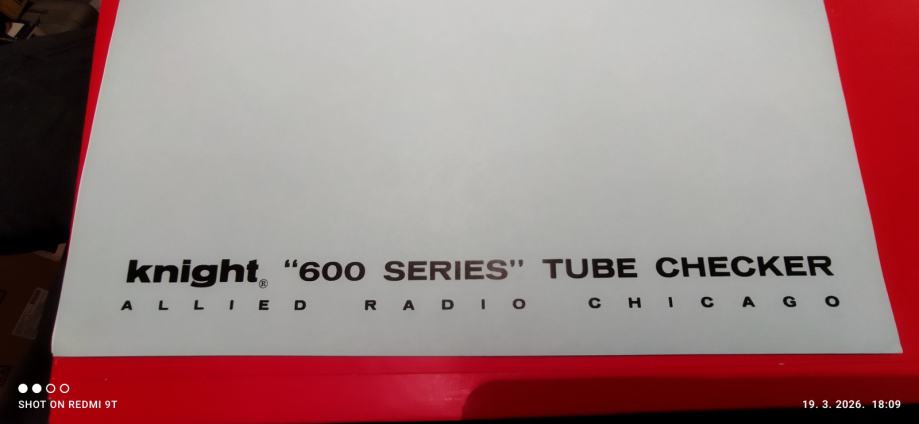 knight® “600 SERIES” TUBE CHECKER
ALLIED RADIO CHICAGO
SHOT ON REDMI 9T
19. 3. 2026. 18:09